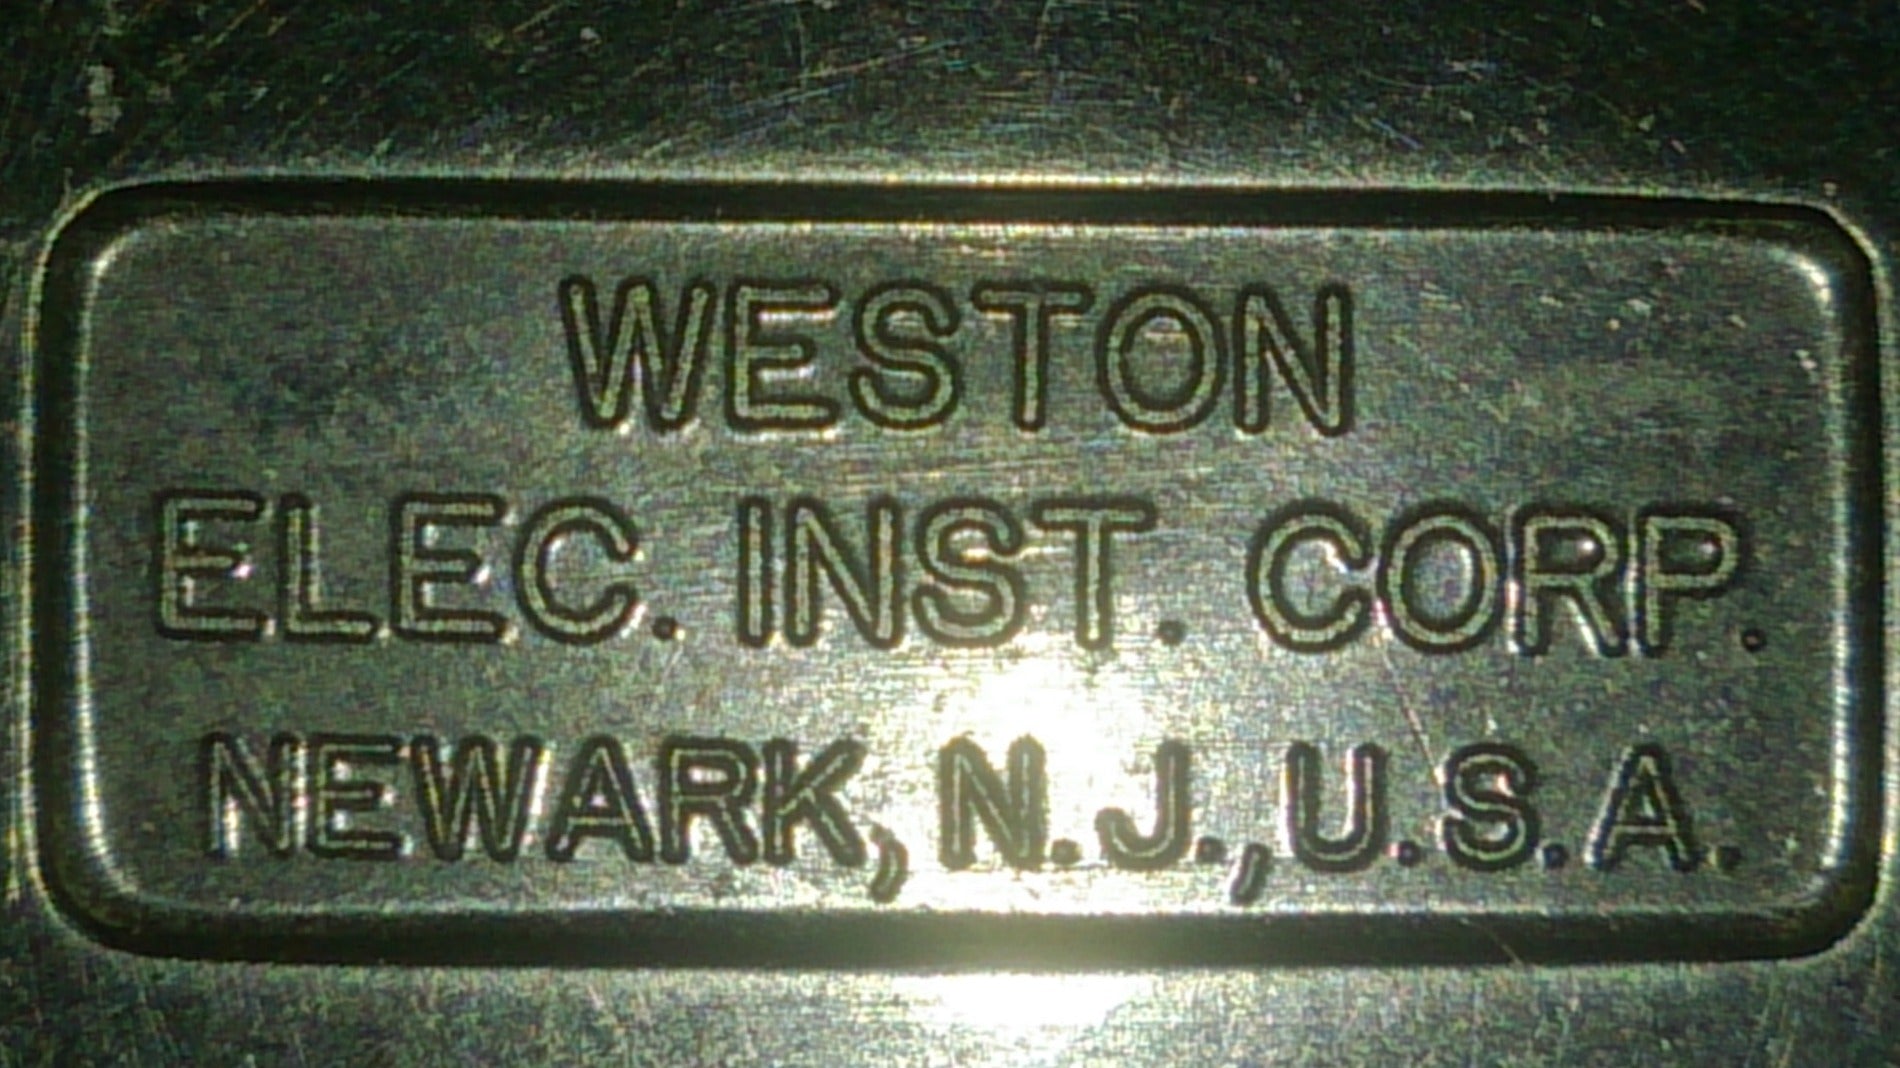 WESTON
ELEC. INST. CORP.
NEWARK, N.J.,U.S.A.